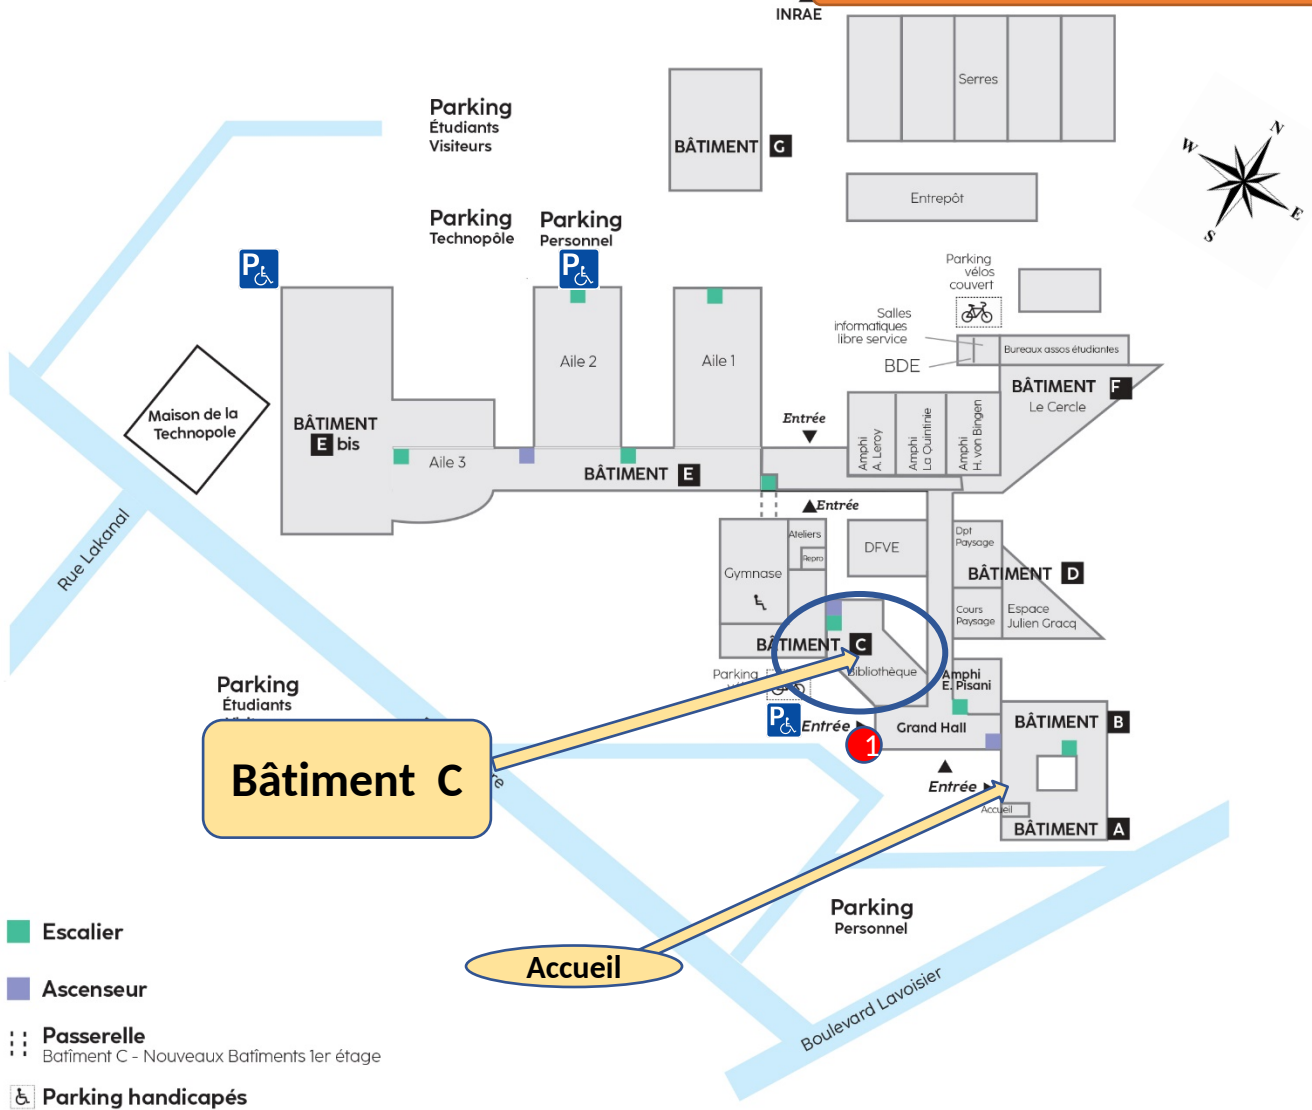 INRAE
Serres
Parking
Étudiants
Visiteurs
BÂTIMENT G
N
W
E
S
Entrepôt
Parking
Technopôle
Parking
Personnel
P
P
Parking
vélos
couvert
Salles
informatiques
libre service
BDE
Bureaux assos étudiantes
BÂTIMENT F
Le Cercle
Aile 2
Aile 1
Maison de la
Technopole
BÂTIMENT
E bis
Aile 3
BÂTIMENT E
Entrée
Amphi
A. Leroy
Amphi
La Quintinie
Amphi
H. von Bingen
Entrée
Ateliers
Repro
DFVE
Gymnase
Dpt
Paysage
BÂTIMENT D
Cours
Paysage
Espace
Julien Gracq
Rue Lakanal
BÂTIMENT C
Bibliothèque
Parking
Amphi
E. Pisani
P
Entrée
1
Grand Hall
BÂTIMENT B
Parking
Étudiants
Bâtiment C
Entrée
Accueil
BÂTIMENT A
Parking
Personnel
Accueil
Boulevard Lavoisier
Escalier
Ascenseur
Passerelle
Batîment C - Nouveaux Batîments 1er étage
Parking handicapés